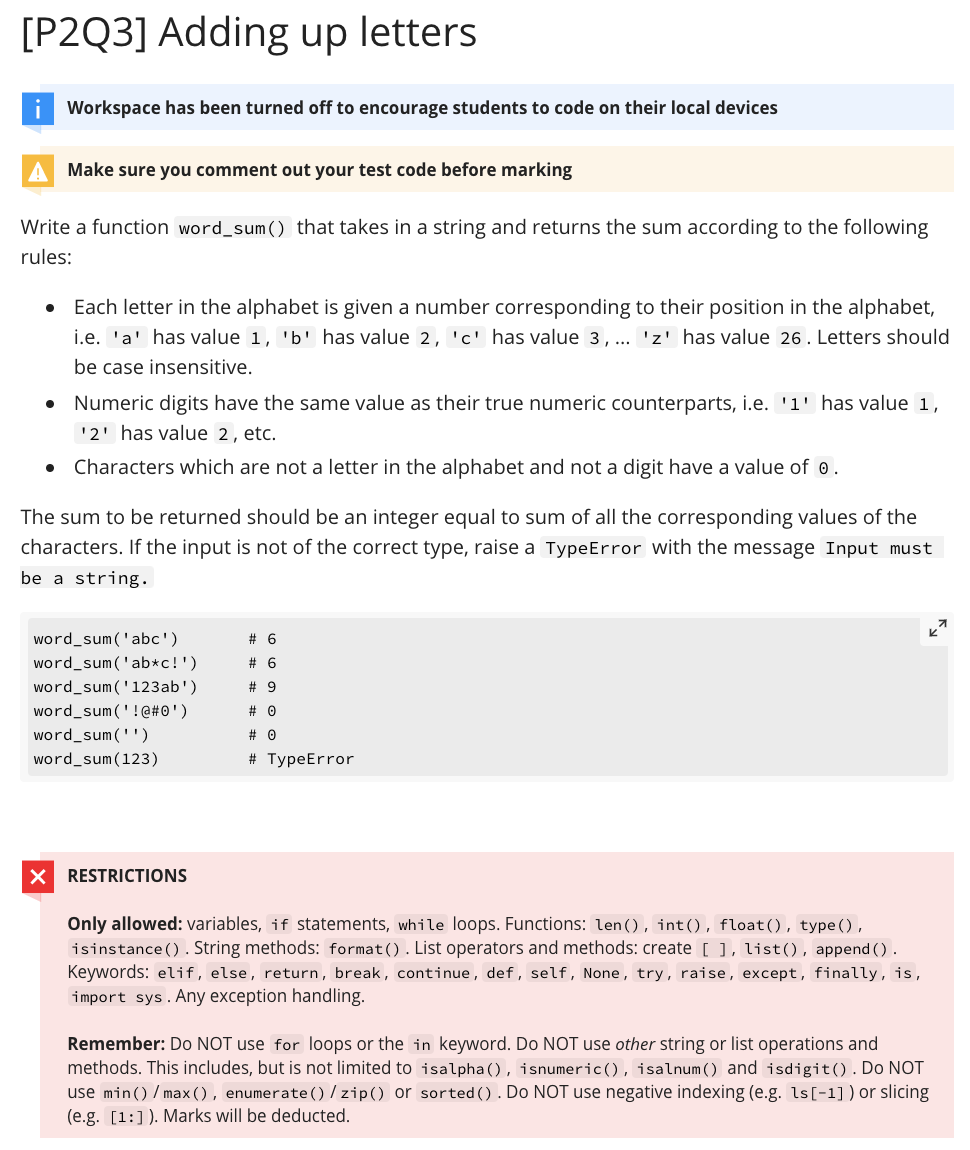 [P2Q3] Adding up letters
Workspace has been turned off to encourage students to code on their local devices
Make sure you comment out your test code before marking
Write a function word_sum() that takes in a string and returns the sum according to the following
rules:
● Each letter in the alphabet is given a number corresponding to their position in the alphabet,
i.e. 'a' has value 1, 'b' has value 2, 'c' has value 3, ... 'z' has value 26. Letters should
be case insensitive.
● Numeric digits have the same value as their true numeric counterparts, i.e. '1' has value 1,
'2' has value 2, etc.
● Characters which are not a letter in the alphabet and not a digit have a value of 0.
The sum to be returned should be an integer equal to sum of all the corresponding values of the
characters. If the input is not of the correct type, raise a TypeError with the message Input must
be a string.
word_sum('abc') # 6
word_sum('ab*c!') # 6
word_sum('123ab') # 9
word_sum('!@#0') # 0
word_sum('') # 0
word_sum(123) # TypeError
RESTRICTIONS
Only allowed: variables, if statements, while loops. Functions: len(), int(), float(), type(),
isinstance(). String methods: format(). List operators and methods: create [ ], list(), append().
Keywords: elif, else, return, break, continue, def, self, None, try, raise, except, finally, is,
import sys. Any exception handling.
Remember: Do NOT use for loops or the in keyword. Do NOT use other string or list operations and
methods. This includes, but is not limited to isalpha(), isnumeric(), isalnum() and isdigit(). Do NOT
use min()/max(), enumerate()/zip() or sorted(). Do NOT use negative indexing (e.g. ls[-1]) or slicing
(e.g. [1:]). Marks will be deducted.